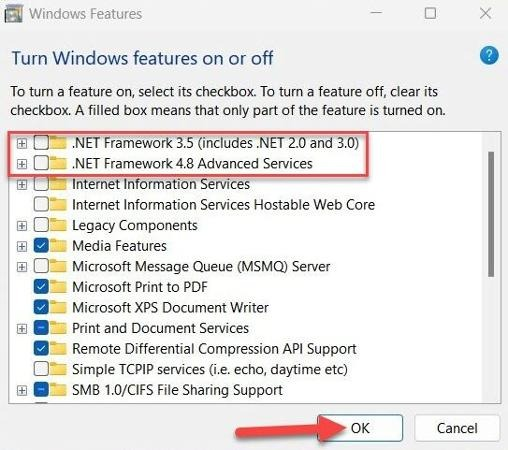 Windows Features
Turn Windows features on or off
To turn a feature on, select its checkbox. To turn a feature off, clear its
checkbox. A filled box means that only part of the feature is turned on.
.NET Framework 3.5 (includes .NET 2.0 and 3.0)
.NET Framework 4.8 Advanced Services
Internet Information Services
Internet Information Services Hostable Web Core
Legacy Components
Media Features
Microsoft Message Queue (MSMQ) Server
Microsoft Print to PDF
Microsoft XPS Document Writer
Print and Document Services
Remote Differential Compression API Support
Simple TCPIP services (i.e. echo, daytime etc)
SMB 1.0/CIFS File Sharing Support
OK Cancel